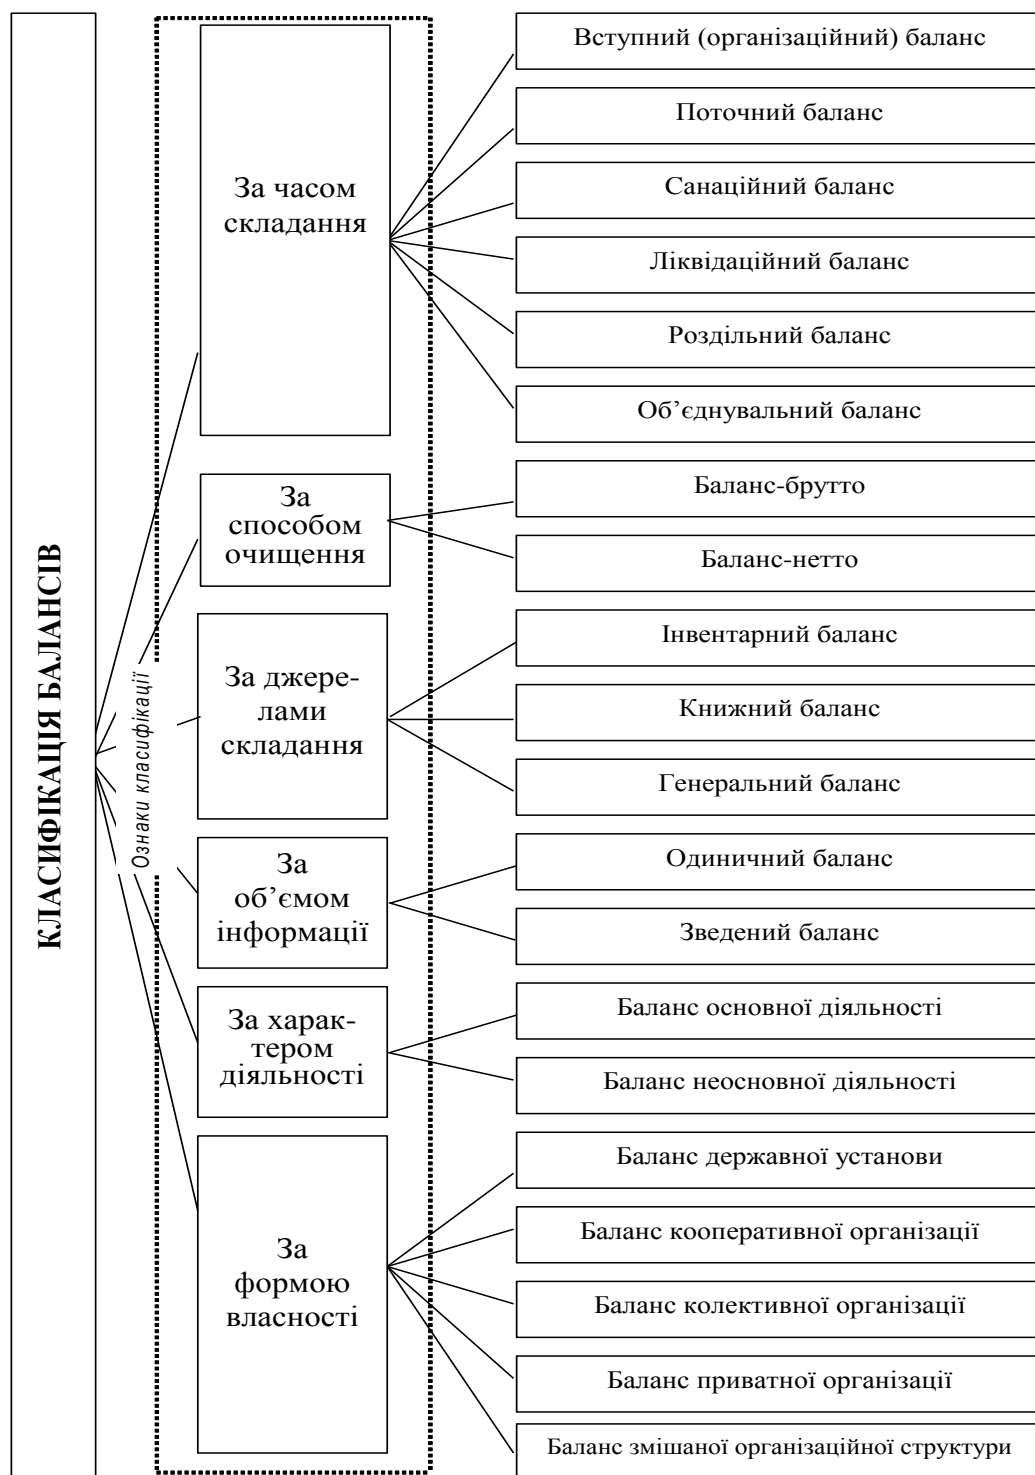 КЛАСИФІКАЦІЯ БАЛАНСІВ
Ознаки класифікації
За часом
складання
Вступний (організаційний) баланс
Поточний баланс
Санаційний баланс
Ліквідаційний баланс
Роздільний баланс
Об’єднувальний баланс
За
способом
очищення
Баланс-брутто
Баланс-нетто
За джере-
лами
складання
Інвентарний баланс
Книжний баланс
Генеральний баланс
За
об’ємом
інформації
Одиничний баланс
Зведений баланс
За харак-
тером
діяльності
Баланс основної діяльності
Баланс неосновної діяльності
За
формою
власності
Баланс державної установи
Баланс кооперативної організації
Баланс колективної організації
Баланс приватної організації
Баланс змішаної організаційної структури